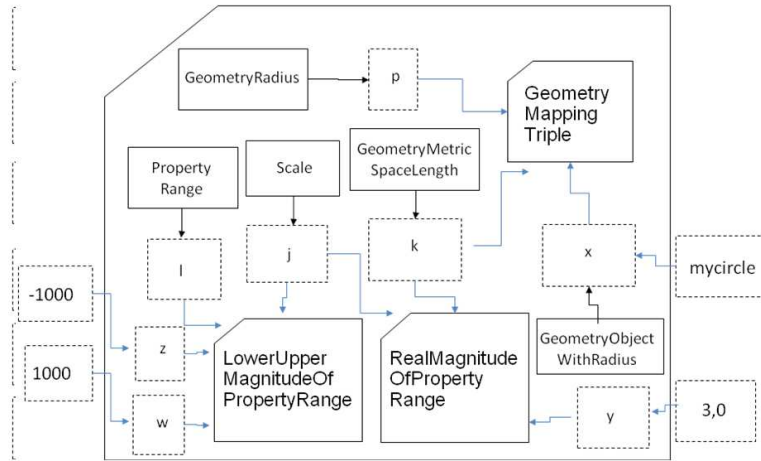 GeometryRadius
p
Geometry
Mapping
Triple
GeometryMetric
SpaceLength
Property
Range
Scale
l
j
k
x
mycircle
-1000
z
LowerUpper
MagnitudeOf
PropertyRange
RealMagnitude
OfProperty
Range
GeometryObject
WithRadius
1000
w
y
3,0